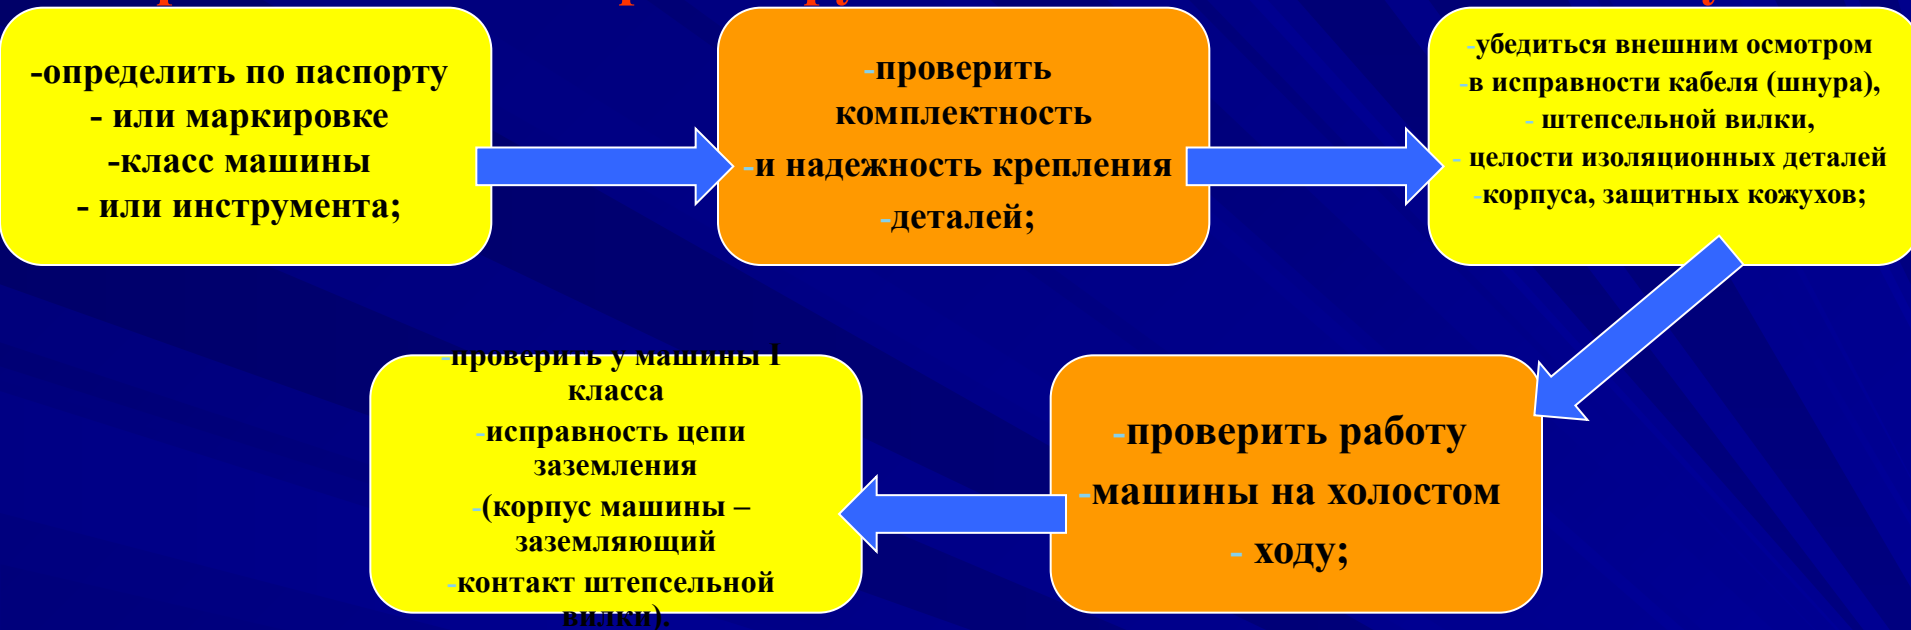 -определить по паспорту
- или маркировке
-класс машины
- или инструмента;
-проверить
комплектность
-и надежность крепления
-деталей;
-убедиться внешним осмотром
-в исправности кабеля (шнура),
- штепсельной вилки,
- целости изоляционных деталей
-корпуса, защитных кожухов;
-проверить работу
-машины на холостом
- ходу;
-проверить у машины I
класса
-исправность цепи
заземления
-(корпус машины –
заземляющий
-контакт штепсельной
вилки).